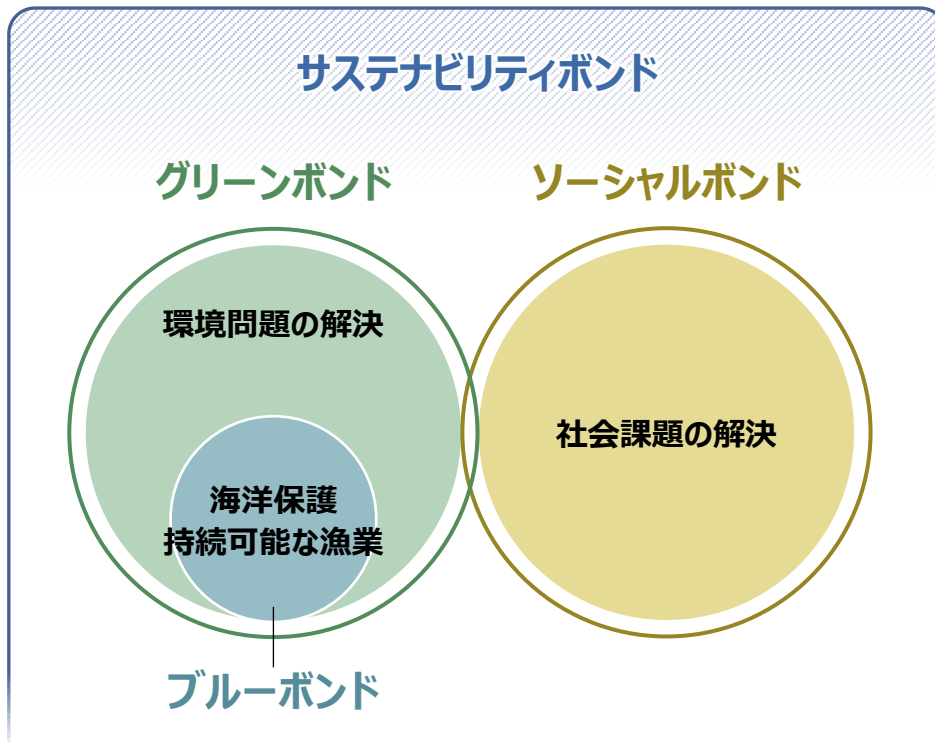 サステナビリティボンド
グリーンボンド
ソーシャルボンド
環境問題の解決
社会課題の解決
海洋保護
持続可能な漁業
ブルーボンド